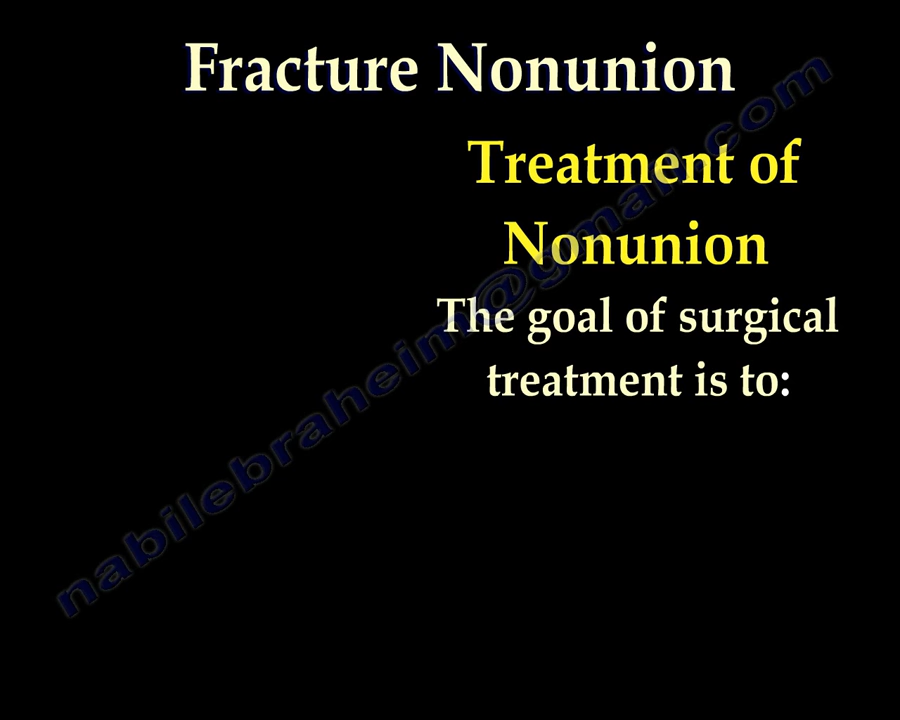 Fracture Nonunion
Treatment of
Nonunion
The goal of surgical
treatment is to:
nabilebraheim@gmail.com